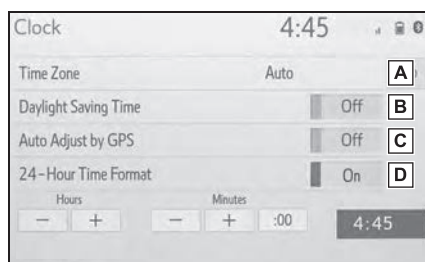 Clock 4:45
Time Zone Auto A
Daylight Saving Time Off B
Auto Adjust by GPS Off C
24-Hour Time Format On D
Hours Minutes
− + − + :00 4:45